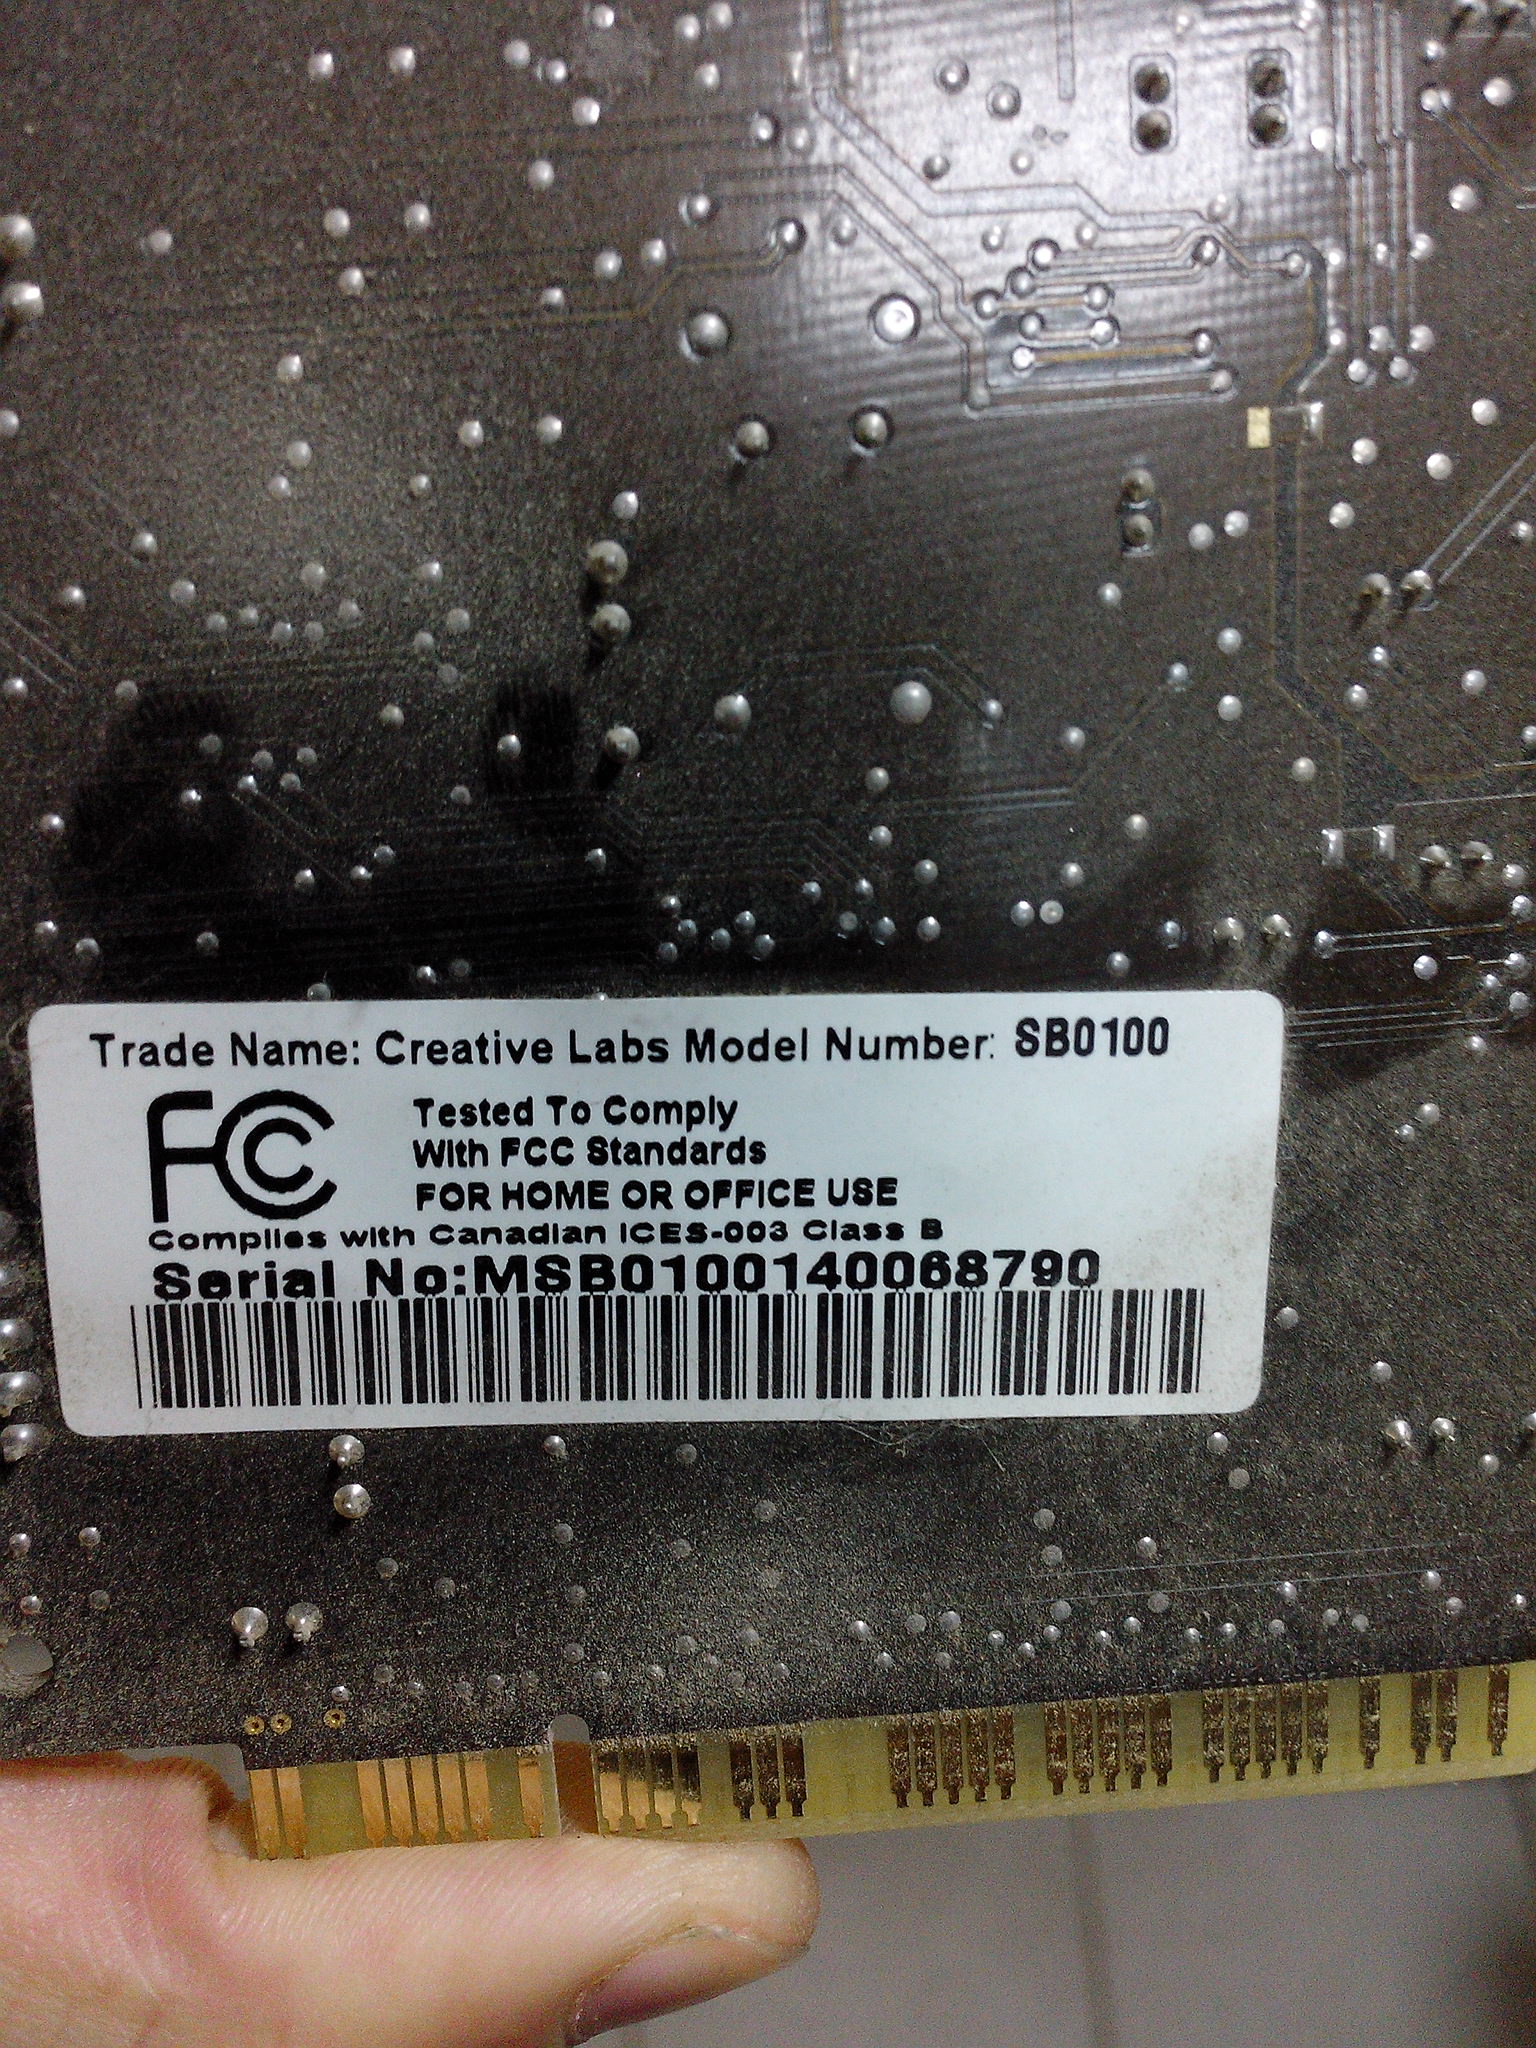 Trade Name: Creative Labs Model Number: SB0100
FC
Tested To Comply
With FCC Standards
FOR HOME OR OFFICE USE
Complies with Canadian ICES-003 Class B
Serial No:MSB0100140068790